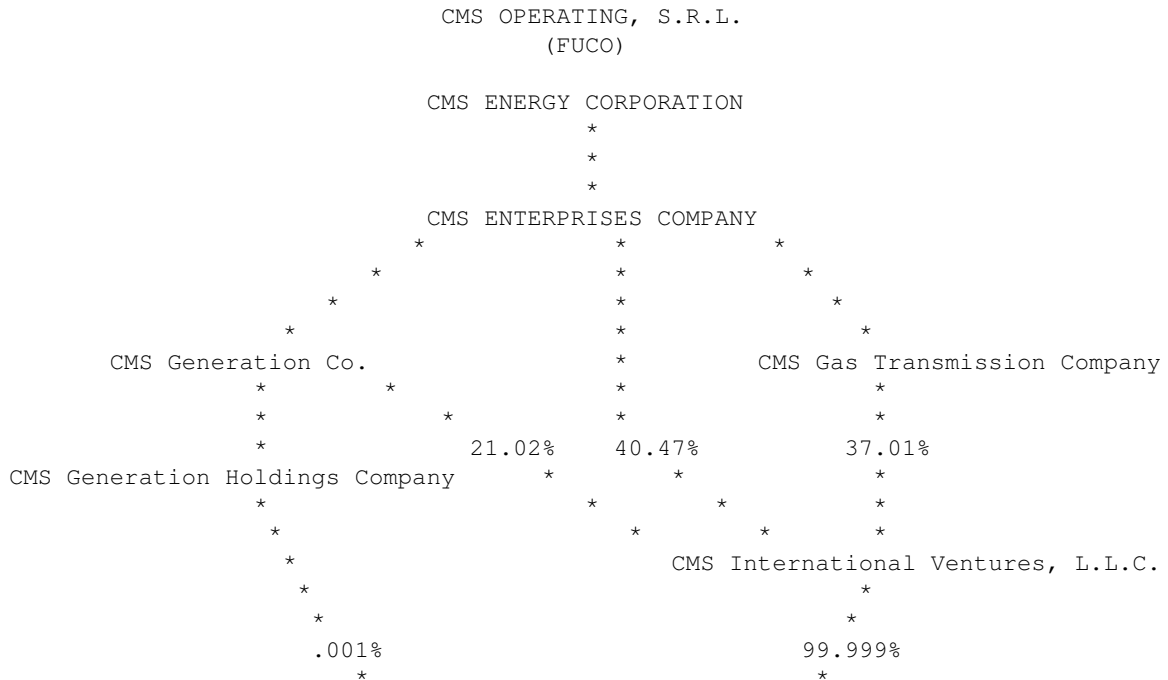 CMS OPERATING, S.R.L.
(FUCO)
CMS ENERGY CORPORATION
*
*
*
CMS ENTERPRISES COMPANY
* * *
* * *
* * *
* * *
CMS Generation Co. * CMS Gas Transmission Company
* * * *
* * * *
* 21.02% 40.47% 37.01%
CMS Generation Holdings Company * * *
* * * *
* * * *
* CMS International Ventures, L.L.C.
* *
* *
.001% 99.999%
* *